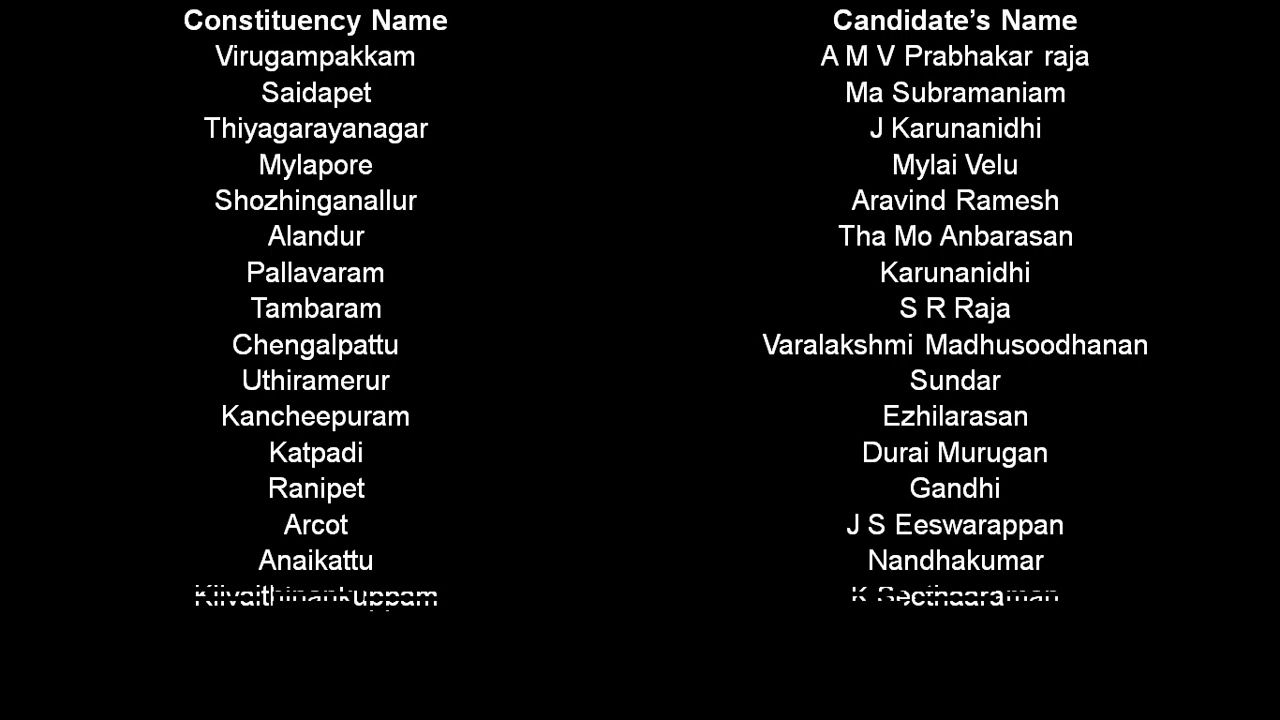 Constituency Name Candidate’s Name
Virugampakkam A M V Prabhakar raja
Saidapet Ma Subramaniam
Thiyagarayanagar J Karunanidhi
Mylapore Mylai Velu
Shozhinganallur Aravind Ramesh
Alandur Tha Mo Anbarasan
Pallavaram Karunanidhi
Tambaram S R Raja
Chengalpattu Varalakshmi Madhusoodhanan
Uthiramerur Sundar
Kancheepuram Ezhilarasan
Katpadi Durai Murugan
Ranipet Gandhi
Arcot J S Eeswarappan
Anaikattu Nandhakumar
K